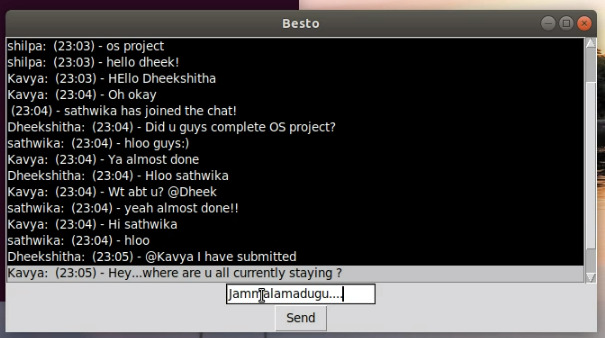 Besto
shilpa:  (23:03) - os project
shilpa:  (23:03) - hello dheek!
Kavya:  (23:03) - HEllo Dheekshitha
Kavya:  (23:04) - Oh okay
(23:04) - sathwika has joined the chat!
Dheekshitha:  (23:04) - Did u guys complete OS project?
sathwika:  (23:04) - hloo guys:)
Kavya:  (23:04) - Ya almost done
Dheekshitha:  (23:04) - Hloo sathwika
Kavya:  (23:04) - Wt abt u? @Dheek
sathwika:  (23:04) - yeah almost done!!
Kavya:  (23:04) - Hi sathwika
sathwika:  (23:04) - hloo
Dheekshitha:  (23:05) - @Kavya I have submitted
Kavya:  (23:05) - Hey...where are u all currently staying ?
Jammalamadugu....
Send